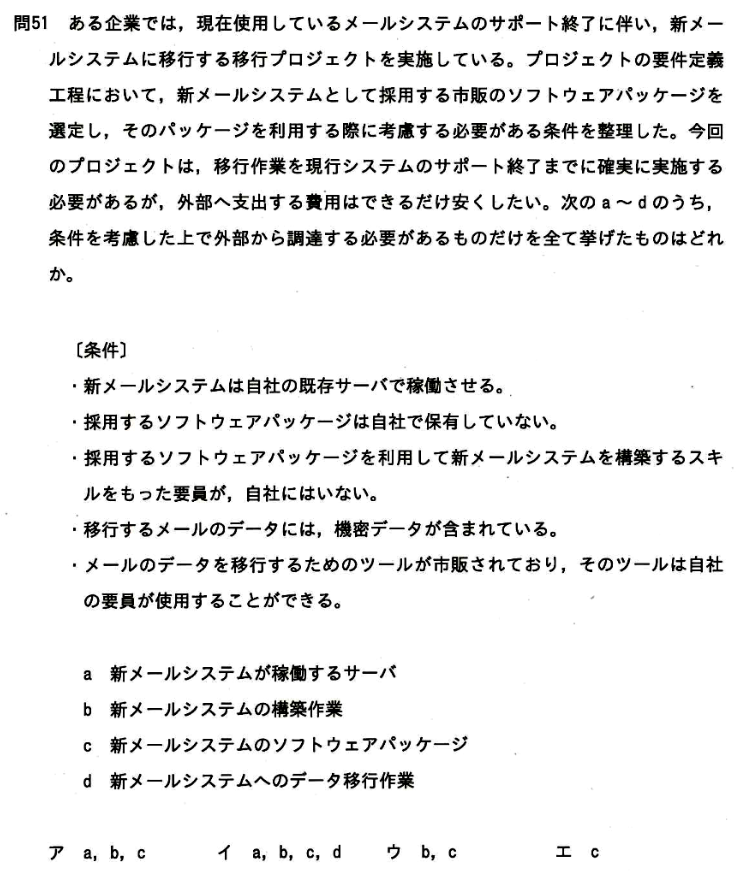 問51 ある企業では，現在使用しているメールシステムのサポート終了に伴い，新メー
ルシステムに移行する移行プロジェクトを実施している。プロジェクトの要件定義
工程において，新メールシステムとして採用する市販のソフトウェアパッケージを
選定し，そのパッケージを利用する際に考慮する必要がある条件を整理した。今回
のプロジェクトは，移行作業を現行システムのサポート終了までに確実に実施する
必要があるが，外部へ支出する費用はできるだけ安くしたい。次のａ～ｄのうち，
条件を考慮した上で外部から調達する必要があるものだけを全て挙げたものはどれ
か。
〔条件〕
・新メールシステムは自社の既存サーバで稼働させる。
・採用するソフトウェアパッケージは自社で保有していない。
・採用するソフトウェアパッケージを利用して新メールシステムを構築するスキ
ルをもった要員が，自社にはいない。
・移行するメールのデータには，機密データが含まれている。
・メールのデータを移行するためのツールが市販されており，そのツールは自社
の要員が使用することができる。
a 新メールシステムが稼働するサーバ
b 新メールシステムの構築作業
c 新メールシステムのソフトウェアパッケージ
d 新メールシステムへのデータ移行作業
ア a, b, c イ a, b, c, d ウ b, c エ c